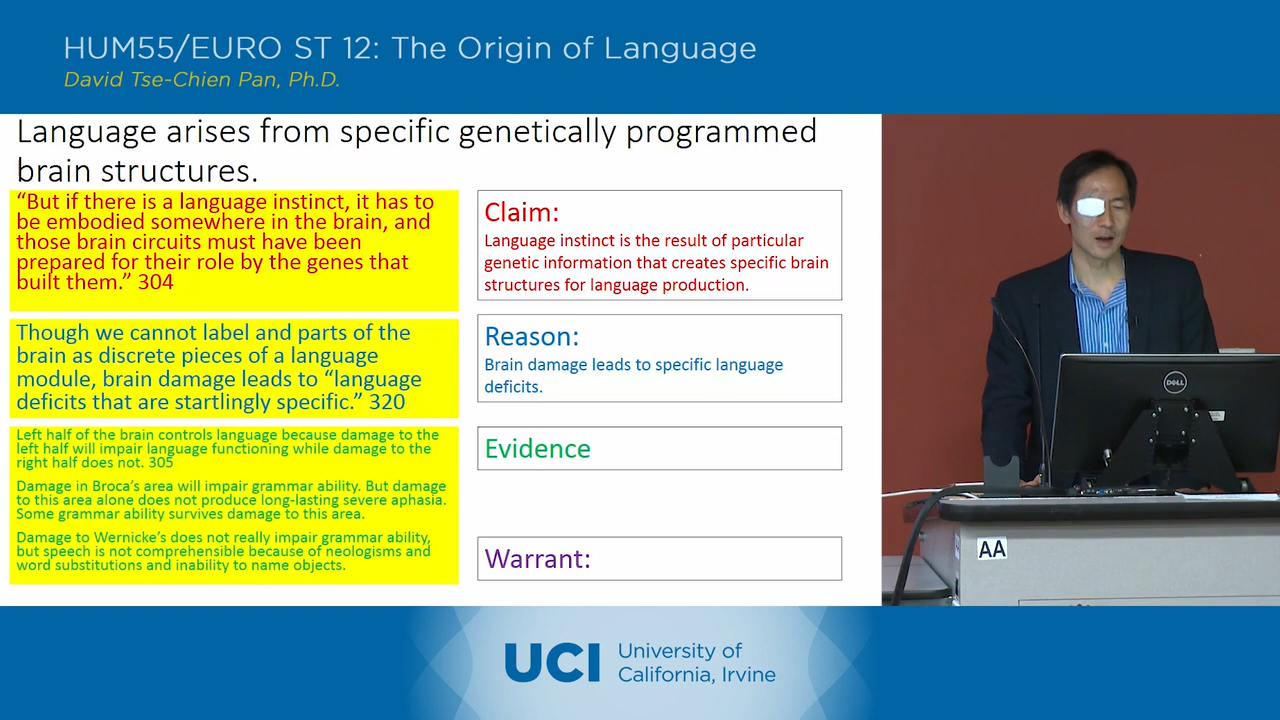 HUM55/EURO ST 12: The Origin of Language
David Tse-Chien Pan, Ph.D.
Language arises from specific genetically programmed
brain structures.
“But if there is a language instinct, it has to
be embodied somewhere in the brain, and
those brain circuits must have been
prepared for their role by the genes that
built them.” 304
Though we cannot label and parts of the
brain as discrete pieces of a language
module, brain damage leads to “language
deficits that are startlingly specific.” 320
Left half of the brain controls language because damage to the
left half will impair language functioning while damage to the
right half does not. 305
Damage in Broca’s area will impair grammar ability. But damage
to this area alone does not produce long-lasting severe aphasia.
Some grammar ability survives damage to this area.
Damage to Wernicke’s does not really impair grammar ability,
but speech is not comprehensible because of neologisms and
word substitutions and inability to name objects.
Claim:
Language instinct is the result of particular
genetic information that creates specific brain
structures for language production.
Reason:
Brain damage leads to specific language
deficits.
Evidence
Warrant:
DELL
AA
UCI
University of
California, Irvine